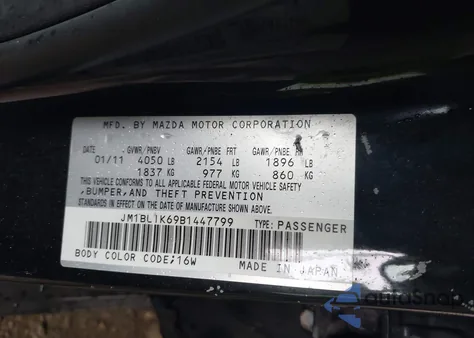 MFD. BY MAZDA MOTOR CORPORATION
DATE GVWR/PNBV GAWR/PNBE FRT GAWR/PNBE RR
01/11 4050 LB 2154 LB 1896 LB
1837 KG 977 KG 860 KG
THIS VEHICLE CONFORMS TO ALL APPLICABLE FEDERAL MOTOR VEHICLE SAFETY
,BUMPER, AND THEFT PREVENTION
STANDARDS IN EFFECT ON THE DATE OF MANUFACTURE SHOWN ABOVE.
JM1BL1K69B1447799 TYPE: PASSENGER
BODY COLOR CODE;16W MADE IN JAPAN
autoSnap